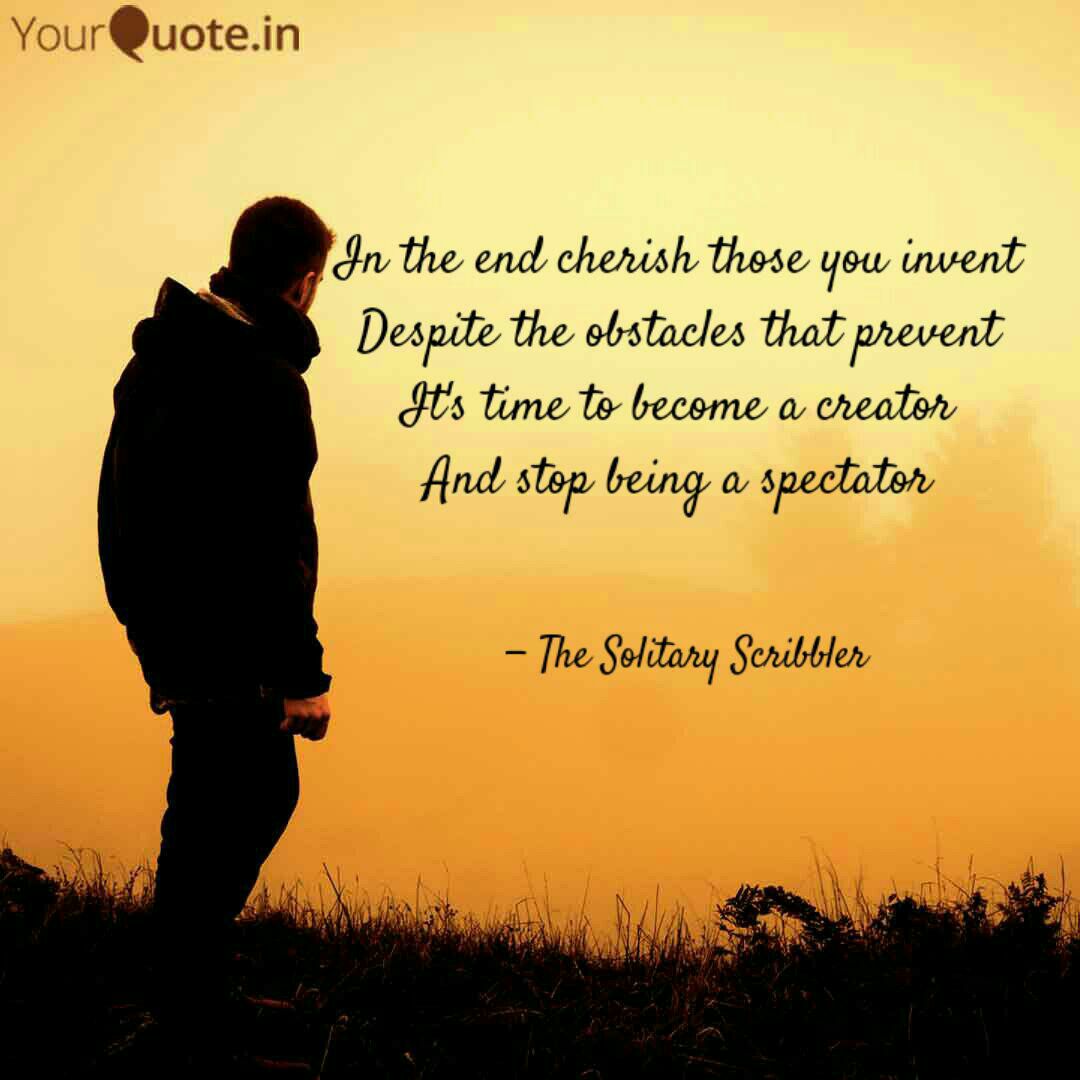 YourQuote.in
In the end cherish those you invent
Despite the obstacles that prevent
It's time to become a creator
And stop being a spectator
- The Solitary Scribbler